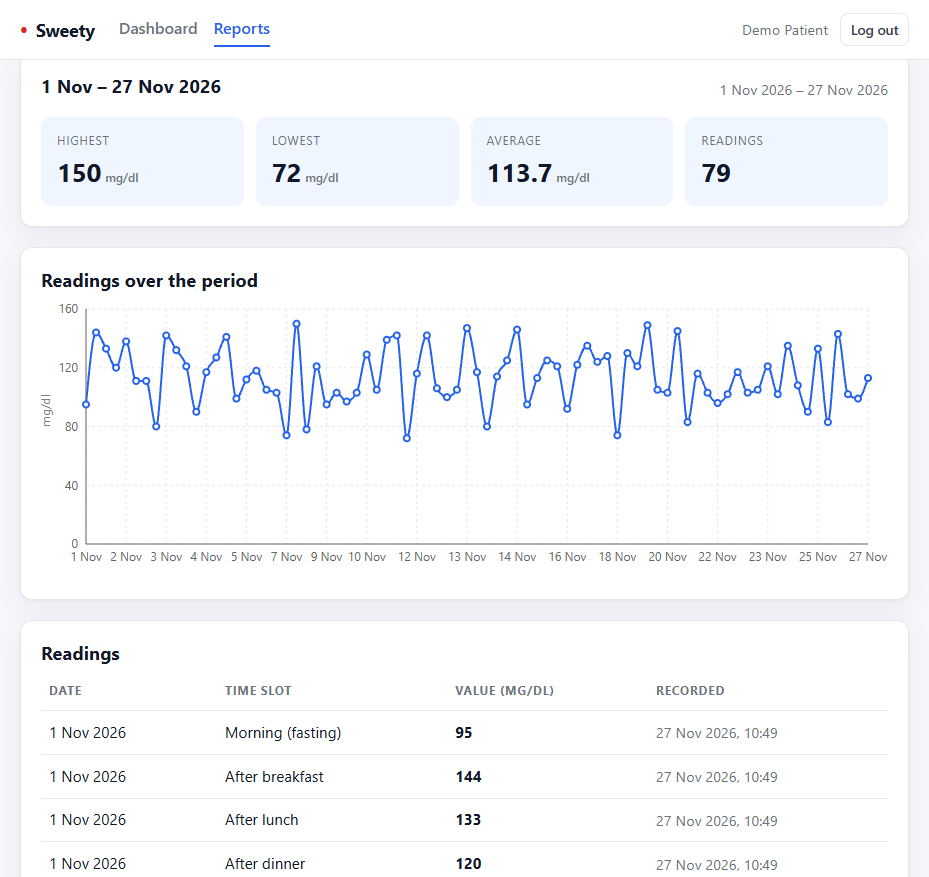 Sweety Dashboard Reports Demo Patient Log out
1 Nov – 27 Nov 2026 1 Nov 2026 – 27 Nov 2026
HIGHEST LOWEST AVERAGE READINGS
150 mg/dl 72 mg/dl 113.7 mg/dl 79
Readings over the period
160
120
80
40
0
mg/dl
1 Nov 2 Nov 3 Nov 4 Nov 5 Nov 7 Nov 9 Nov 10 Nov 12 Nov 13 Nov 14 Nov 16 Nov 18 Nov 20 Nov 22 Nov 23 Nov 25 Nov 27 Nov
Readings
DATE TIME SLOT VALUE (MG/DL) RECORDED
1 Nov 2026 Morning (fasting) 95 27 Nov 2026, 10:49
1 Nov 2026 After breakfast 144 27 Nov 2026, 10:49
1 Nov 2026 After lunch 133 27 Nov 2026, 10:49
1 Nov 2026 After dinner 120 27 Nov 2026, 10:49